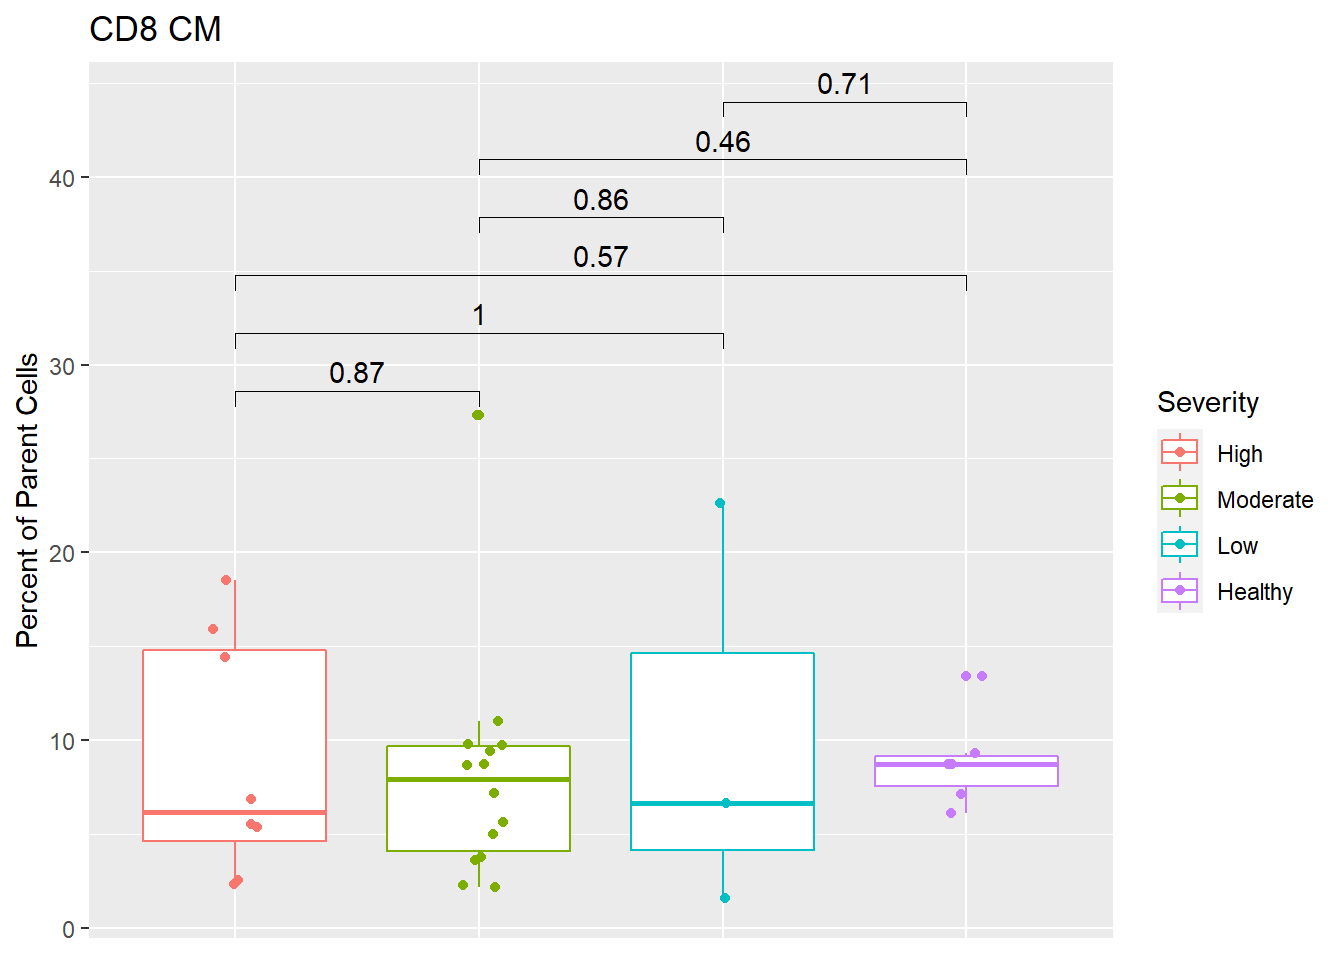 CD8 CM
0.71
0.46
0.86
0.57
1
0.87
Percent of Parent Cells
40
30
20
10
0
Severity
High
Moderate
Low
Healthy